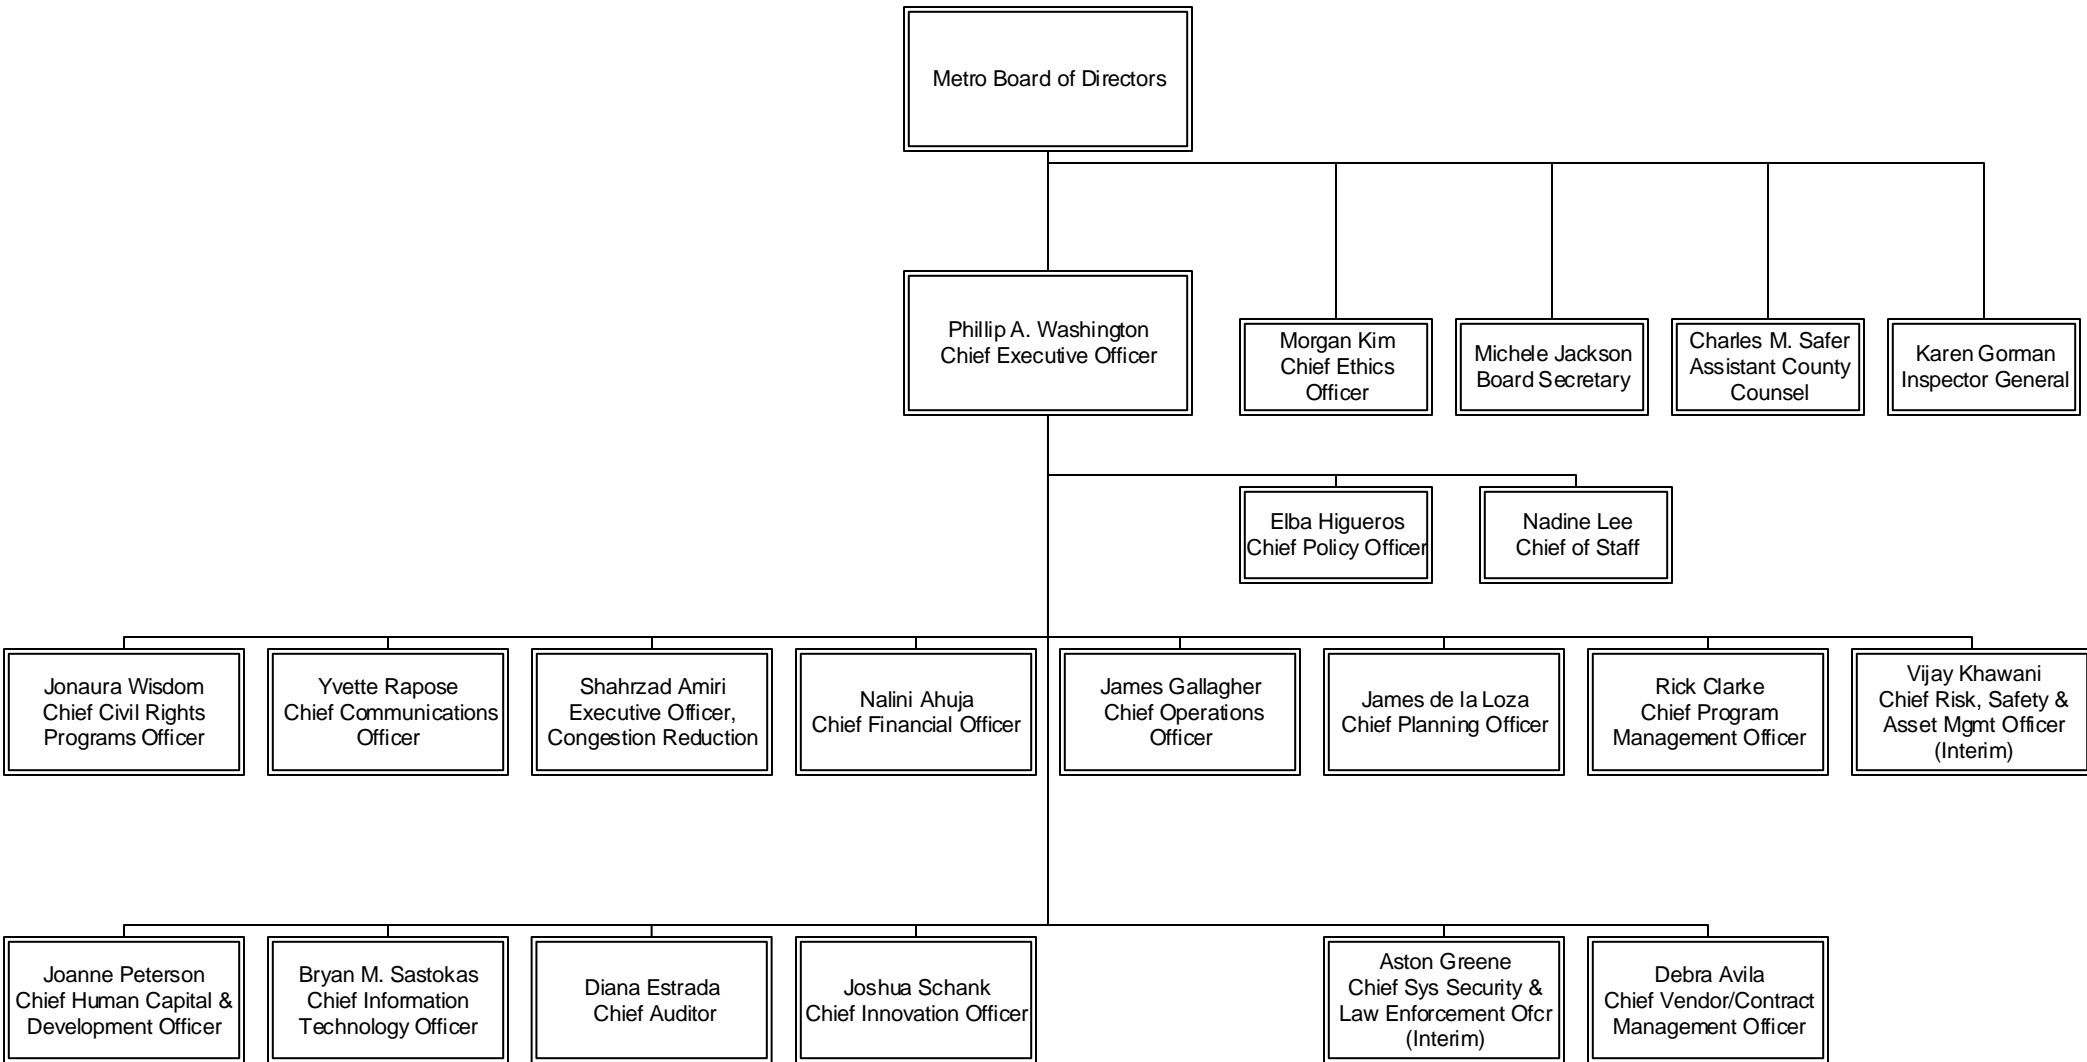 Metro Board of Directors
Phillip A. Washington
Chief Executive Officer
Morgan Kim
Chief Ethics
Officer
Michele Jackson
Board Secretary
Charles M. Safer
Assistant County
Counsel
Karen Gorman
Inspector General
Elba Higueros
Chief Policy Officer
Nadine Lee
Chief of Staff
Jonaura Wisdom
Chief Civil Rights
Programs Officer
Yvette Rapose
Chief Communications
Officer
Shahrzad Amiri
Executive Officer,
Congestion Reduction
Nalini Ahuja
Chief Financial Officer
James Gallagher
Chief Operations
Officer
James de la Loza
Chief Planning Officer
Rick Clarke
Chief Program
Management Officer
Vijay Khawani
Chief Risk, Safety &
Asset Mgmt Officer
(Interim)
Joanne Peterson
Chief Human Capital &
Development Officer
Bryan M. Sastokas
Chief Information
Technology Officer
Diana Estrada
Chief Auditor
Joshua Schank
Chief Innovation Officer
Aston Greene
Chief Sys Security &
Law Enforcement Ofcr
(Interim)
Debra Avila
Chief Vendor/Contract
Management Officer